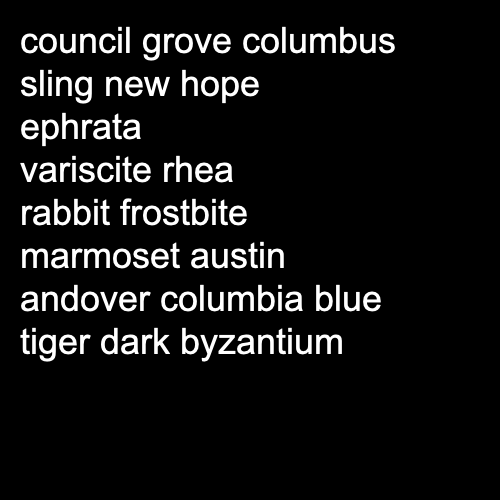 council grove columbus
sling new hope
ephrata
variscite rhea
rabbit frostbite
marmoset austin
andover columbia blue
tiger dark byzantium